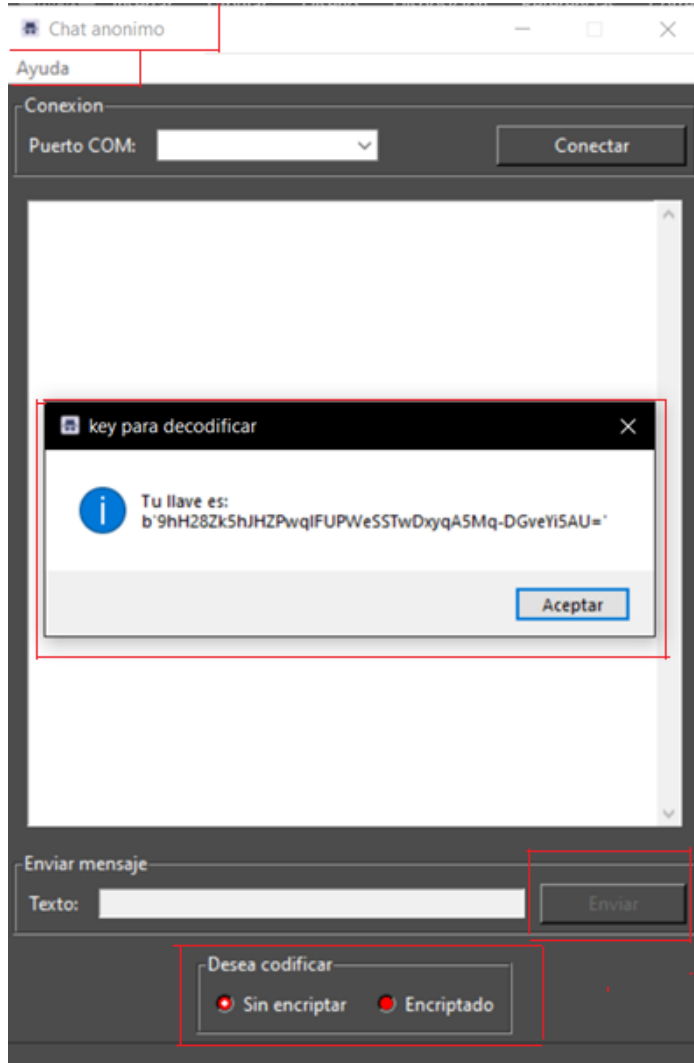 Chat anonimo
Ayuda
Conexion
Puerto COM:
Conectar
key para decodificar
Tu llave es:
b'9hH28Zk5hJHZPwqIFUPWeSSTwDxyqA5Mq-DGveYi5AU='
Aceptar
Enviar mensaje
Texto:
Enviar
Desea codificar
Sin encriptar Encriptado